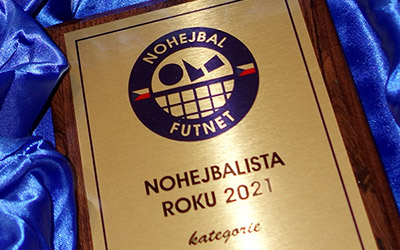 NOHEJBAL
FUTNET
NOHEJBALISTA
ROKU 2021
kategorie